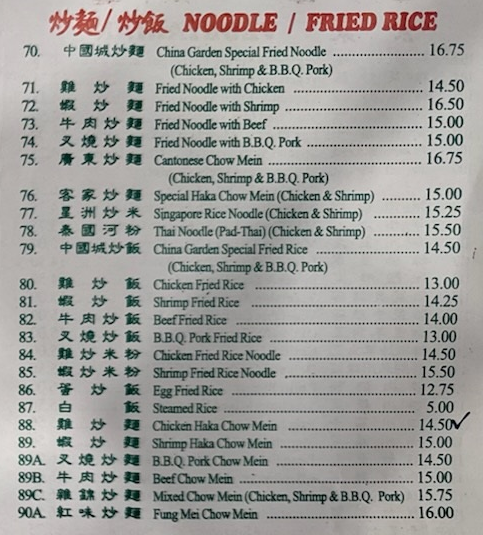 炒麵/炒飯 NOODLE / FRIED RICE
70. 中國城炒麵 China Garden Special Fried Noodle 16.75
(Chicken, Shrimp & B.B.Q. Pork)
71. 雞炒麵 Fried Noodle with Chicken 14.50
72. 蝦炒麵 Fried Noodle with Shrimp 16.50
73. 牛肉炒麵 Fried Noodle with Beef 15.00
74. 叉燒炒麵 Fried Noodle with B.B.Q. Pork 15.00
75. 廣東炒麵 Cantonese Chow Mein 16.75
(Chicken, Shrimp & B.B.Q. Pork)
76. 客家炒麵 Special Haka Chow Mein (Chicken & Shrimp) 15.00
77. 星洲炒米 Singapore Rice Noodle (Chicken & Shrimp) 15.25
78. 泰國河粉 Thai Noodle (Pad-Thai) (Chicken & Shrimp) 15.50
79. 中國城炒飯 China Garden Special Fried Rice 14.50
(Chicken, Shrimp & B.B.Q. Pork)
80. 雞炒飯 Chicken Fried Rice 13.00
81. 蝦炒飯 Shrimp Fried Rice 14.25
82. 牛肉炒飯 Beef Fried Rice 14.00
83. 叉燒炒飯 B.B.Q. Pork Fried Rice 13.00
84. 雞炒米粉 Chicken Fried Rice Noodle 14.50
85. 蝦炒米粉 Shrimp Fried Rice Noodle 15.50
86. 炒飯 Egg Fried Rice 12.75
87. 白飯 Steamed Rice 5.00
88. 雞炒麵 Chicken Haka Chow Mein 14.50
89. 蝦炒麵 Shrimp Haka Chow Mein 15.00
89A. 叉燒炒麵 B.B.Q. Pork Chow Mein 14.50
89B. 牛肉炒麵 Beef Chow Mein 15.00
89C. 雜錦炒麵 Mixed Chow Mein (Chicken, Shrimp & B.B.Q. Pork) 15.75
90A. 紅味炒麵 Fung Mei Chow Mein 16.00